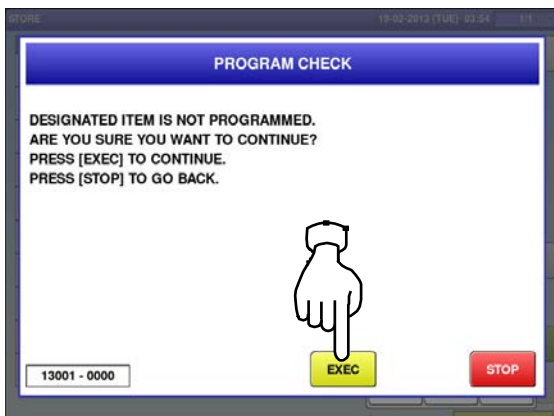 STORE 19-02-2013 (TUE) 03:54 1/1
PROGRAM CHECK
DESIGNATED ITEM IS NOT PROGRAMMED.
ARE YOU SURE YOU WANT TO CONTINUE?
PRESS [EXEC] TO CONTINUE.
PRESS [STOP] TO GO BACK.
13001 - 0000 EXEC STOP